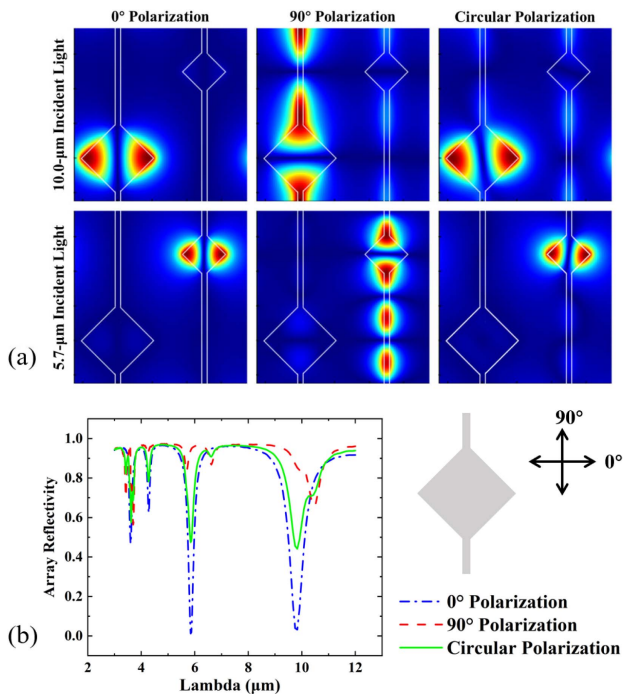 0° Polarization 90° Polarization Circular Polarization
10.0-μm Incident Light
5.7-μm Incident Light
(a)
1.0
0.8
0.6
0.4
0.2
0.0
Array Reflectivity
2 4 6 8 10 12
Lambda (μm)
(b)
90°
0°
0° Polarization
90° Polarization
Circular Polarization